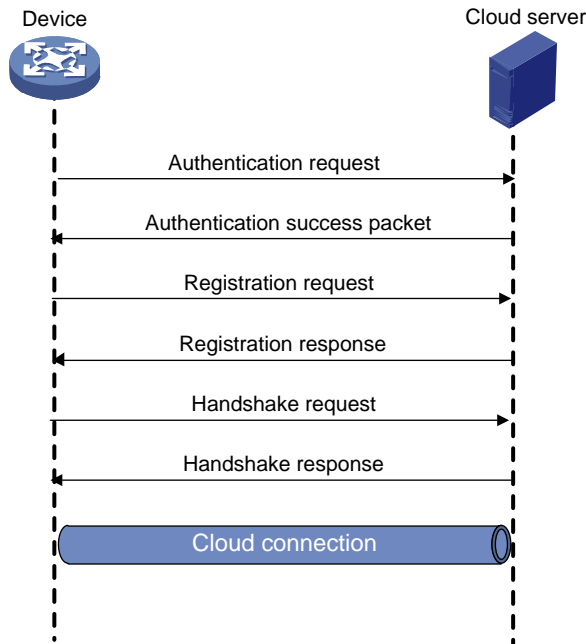 Device
Cloud server
Authentication request
Authentication success packet
Registration request
Registration response
Handshake request
Handshake response
Cloud connection